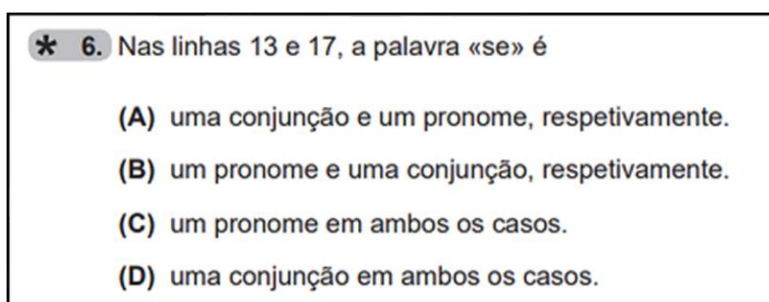 * 6. Nas linhas 13 e 17, a palavra «se» é
(A) uma conjunção e um pronome, respetivamente.
(B) um pronome e uma conjunção, respetivamente.
(C) um pronome em ambos os casos.
(D) uma conjunção em ambos os casos.